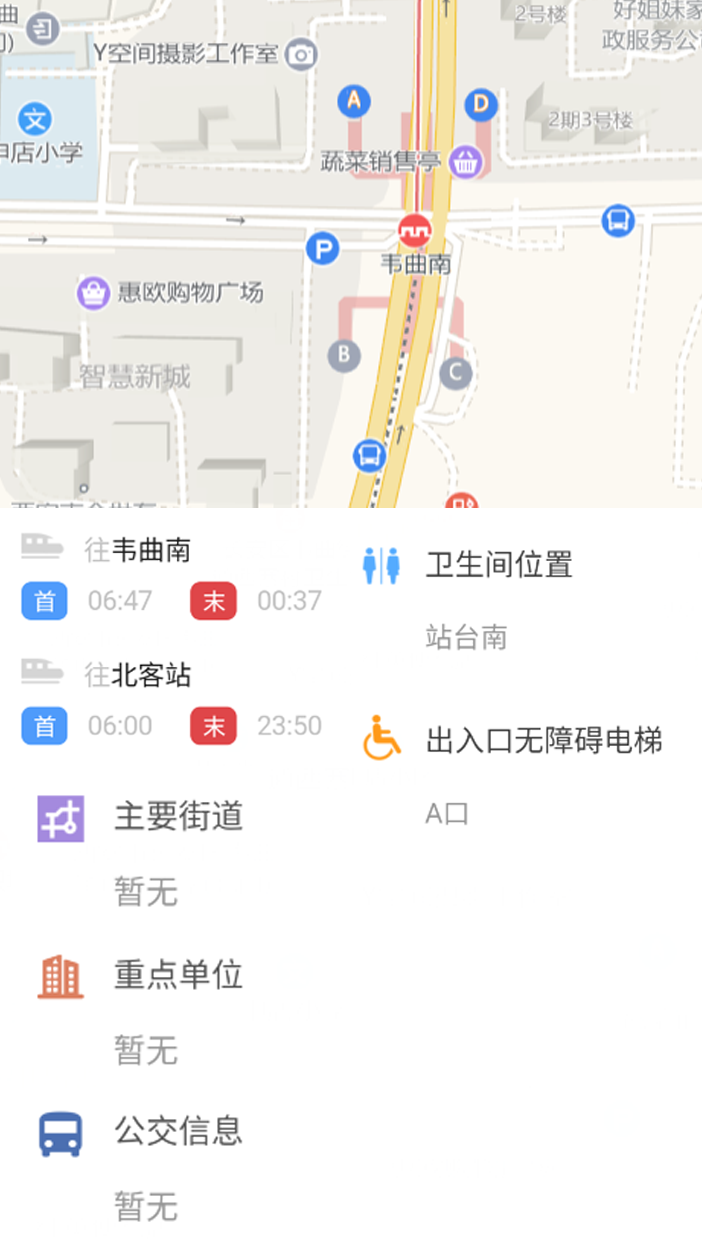 曲
2号楼
好姐妹家
Y空间摄影工作室
政服务公
A
D
文
2期3号楼
申店小学
蔬菜销售亭
P
韦曲南
惠欧购物广场
B
智慧新城
C
往韦曲南
首 06:47 末 00:37
往北客站
首 06:00 末 23:50
卫生间位置
站台南
出入口无障碍电梯
A口
主要街道
暂无
重点单位
暂无
公交信息
暂无